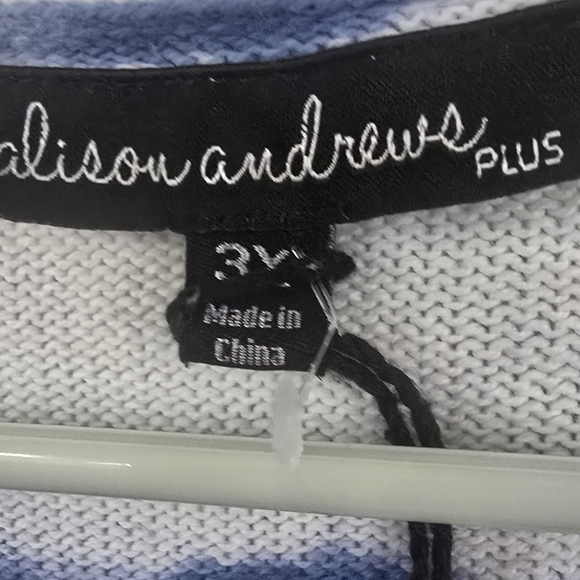 alison andrews PLUS
3X
Made in
China